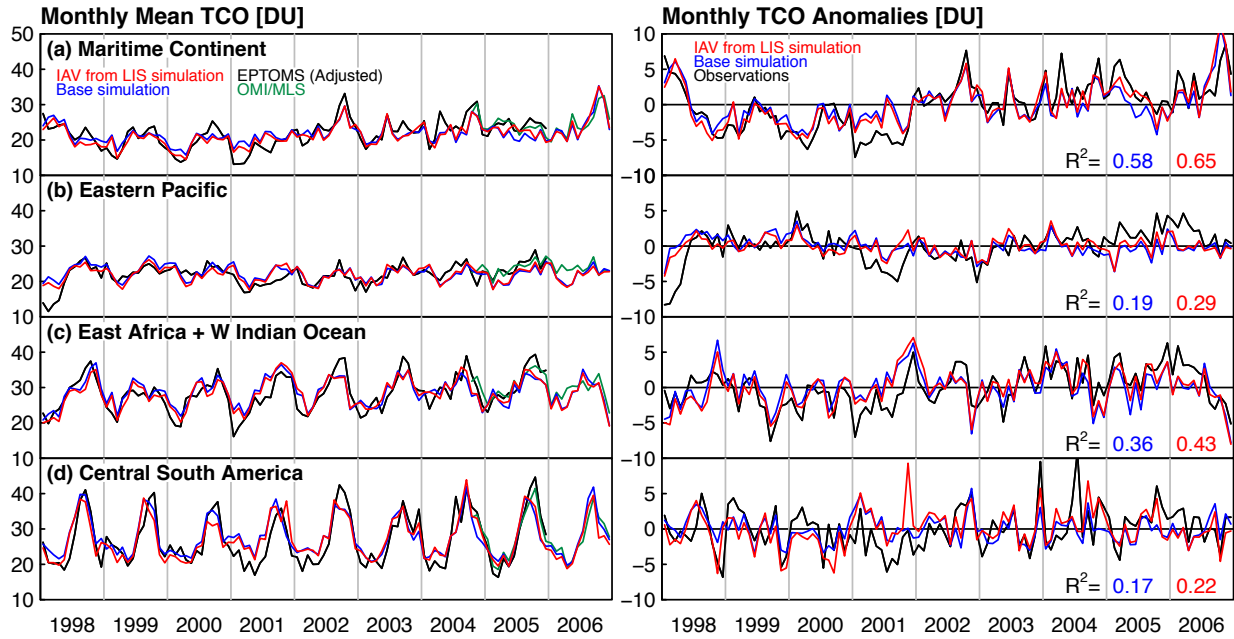 Monthly Mean TCO [DU]
50
40
30
20
10
(a) Maritime Continent
IAV from LIS simulation
Base simulation
EPTOMS (Adjusted)
OMI/MLS
40
30
20
10
(b) Eastern Pacific
40
30
20
10
(c) East Africa + W Indian Ocean
40
30
20
10
(d) Central South America
1998 1999 2000 2001 2002 2003 2004 2005 2006
Monthly TCO Anomalies [DU]
10
5
0
−5
−10
IAV from LIS simulation
Base simulation
Observations
R²= 0.58 0.65
5
0
−5
−10
R²= 0.19 0.29
5
0
−5
−10
R²= 0.36 0.43
5
0
−5
−10
R²= 0.17 0.22
1998 1999 2000 2001 2002 2003 2004 2005 2006